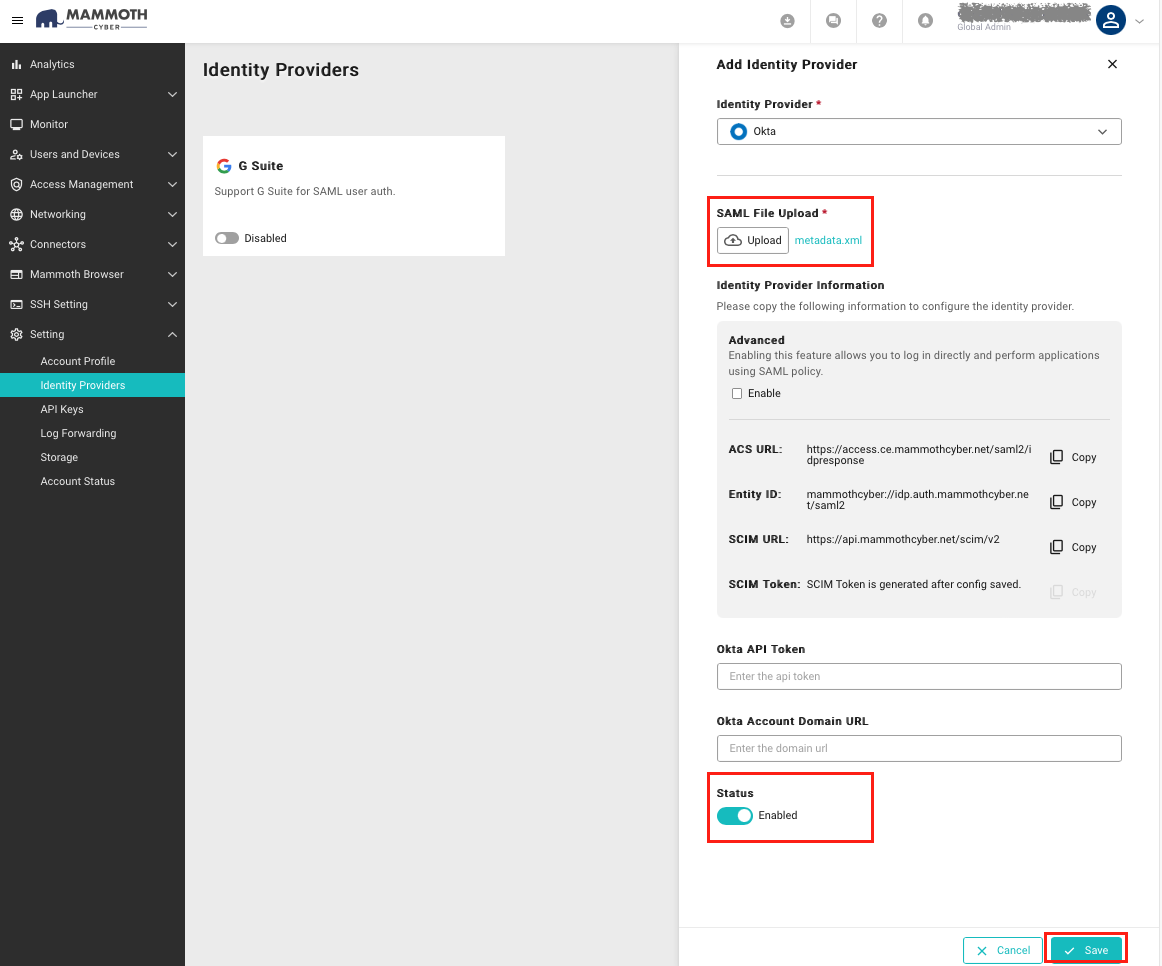 MAMMOTH
CYBER
Global Admin
Analytics
App Launcher
Monitor
Users and Devices
Access Management
Networking
Connectors
Mammoth Browser
SSH Setting
Setting
Account Profile
Identity Providers
API Keys
Log Forwarding
Storage
Account Status
Identity Providers
G Suite
Support G Suite for SAML user auth.
Disabled
Add Identity Provider
Identity Provider *
Okta
SAML File Upload *
Upload metadata.xml
Identity Provider Information
Please copy the following information to configure the identity provider.
Advanced
Enabling this feature allows you to log in directly and perform applications
using SAML policy.
Enable
ACS URL: https://access.ce.mammothcyber.net/saml2/i
dpresponse
Copy
Entity ID: mammothcyber://idp.auth.mammothcyber.ne
t/saml2
Copy
SCIM URL: https://api.mammothcyber.net/scim/v2
Copy
SCIM Token: SCIM Token is generated after config saved.
Copy
Okta API Token
Enter the api token
Okta Account Domain URL
Enter the domain url
Status
Enabled
Cancel
Save